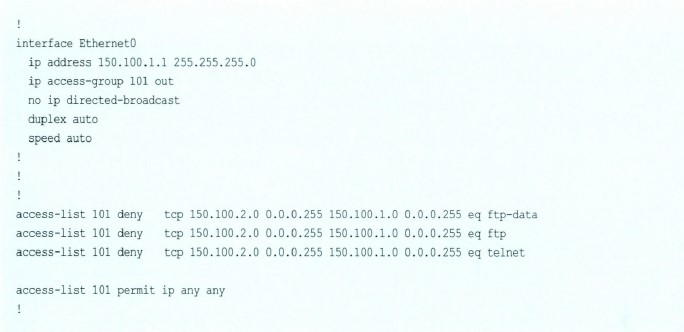 !
interface Ethernet0
  ip address 150.100.1.1 255.255.255.0
  ip access-group 101 out
  no ip directed-broadcast
  duplex auto
  speed auto
!
!
!
access-list 101 deny   tcp 150.100.2.0 0.0.0.255 150.100.1.0 0.0.0.255 eq ftp-data
access-list 101 deny   tcp 150.100.2.0 0.0.0.255 150.100.1.0 0.0.0.255 eq ftp
access-list 101 deny   tcp 150.100.2.0 0.0.0.255 150.100.1.0 0.0.0.255 eq telnet

access-list 101 permit ip any any
!